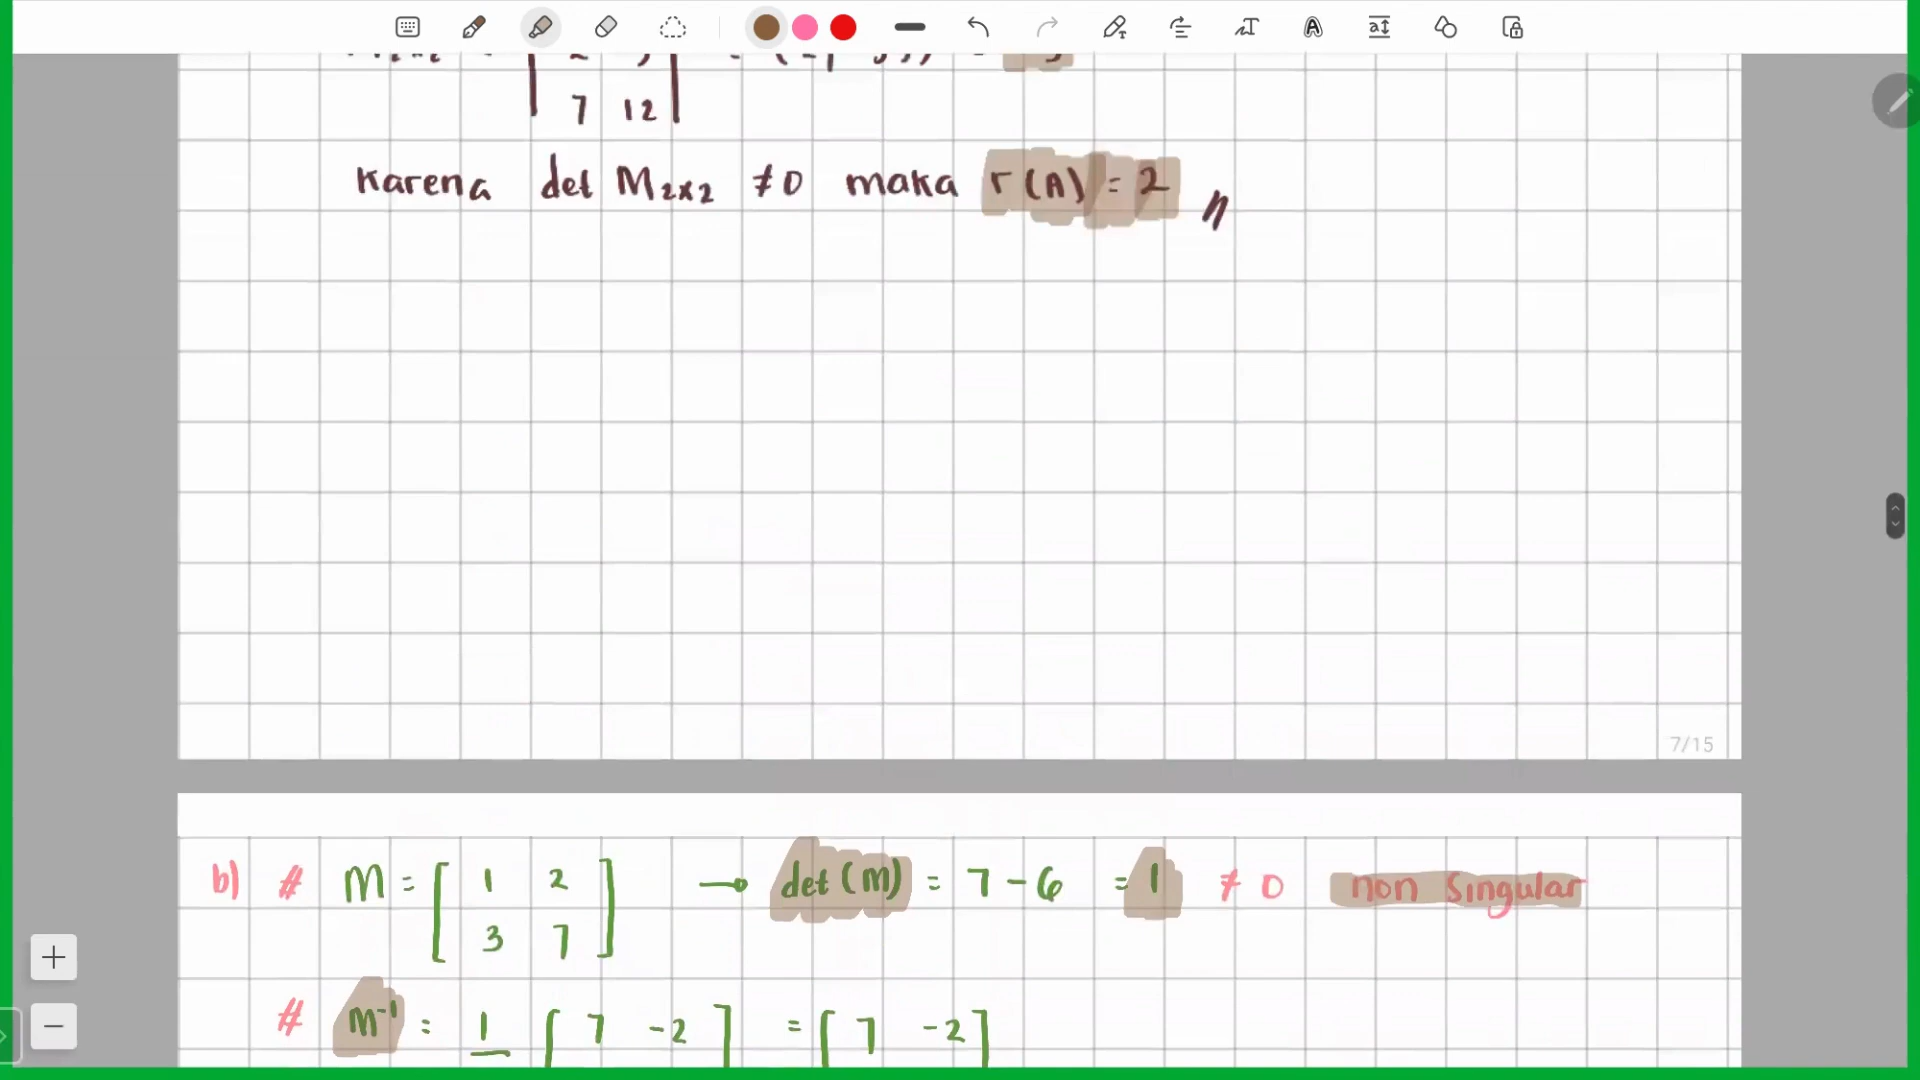 7 12
Karena det M2x2 ≠ 0 maka r(A) = 2 //
7/15
b) # M = [ 1 2 → det (M) = 7 - 6 = 1 ≠ 0 non singular
3 7 ]
# M⁻¹ = 1 [ 7 -2 ] = [ 7 -2 ]